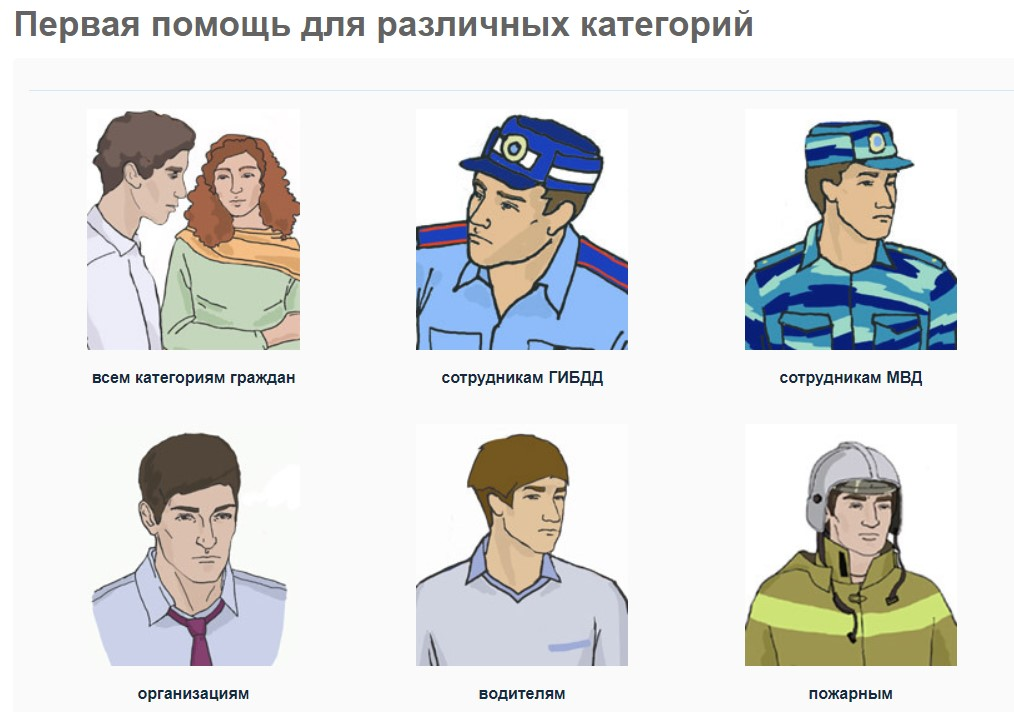 Первая помощь для различных категорий
всем категориям граждан
сотрудникам ГИБДД
сотрудникам МВД
организациям
водителям
пожарным